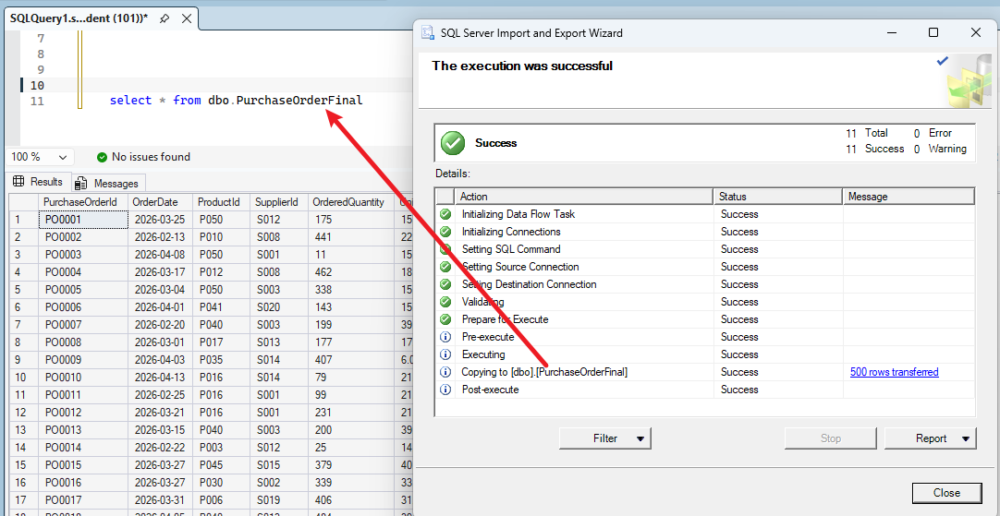 SQLQuery1.s...dent (101))*
7
8
9
10
11 select * from dbo.PurchaseOrderFinal
100 %
No issues found
Results Messages
PurchaseOrderId OrderDate ProductId SupplierId OrderedQuantity
1 PO0001 2026-03-25 P050 S012 175 15
2 PO0002 2026-02-13 P010 S008 441 22
3 PO0003 2026-04-08 P050 S001 11 15
4 PO0004 2026-03-17 P012 S008 462 18
5 PO0005 2026-03-04 P050 S003 338 15
6 PO0006 2026-04-01 P041 S020 143 15
7 PO0007 2026-02-20 P040 S003 199 39
8 PO0008 2026-03-01 P017 S013 177 17
9 PO0009 2026-04-03 P035 S014 407 6.0
10 PO0010 2026-04-13 P016 S014 79 21
11 PO0011 2026-02-25 P016 S001 99 21
12 PO0012 2026-03-21 P016 S001 231 21
13 PO0013 2026-03-15 P040 S003 200 39
14 PO0014 2026-02-22 P003 S012 25 14
15 PO0015 2026-03-27 P045 S015 379 40
16 PO0016 2026-03-27 P030 S002 339 33
17 PO0017 2026-03-31 P006 S019 406 31
SQL Server Import and Export Wizard
The execution was successful
Success
11 Total 0 Error
11 Success 0 Warning
Details:
Action Status Message
Initializing Data Flow Task Success
Initializing Connections Success
Setting SQL Command Success
Setting Source Connection Success
Setting Destination Connection Success
Validating Success
Prepare for Execute Success
Pre-execute Success
Executing Success
Copying to [dbo].[PurchaseOrderFinal] Success 500 rows transferred
Post-execute Success
Filter Stop Report
Close